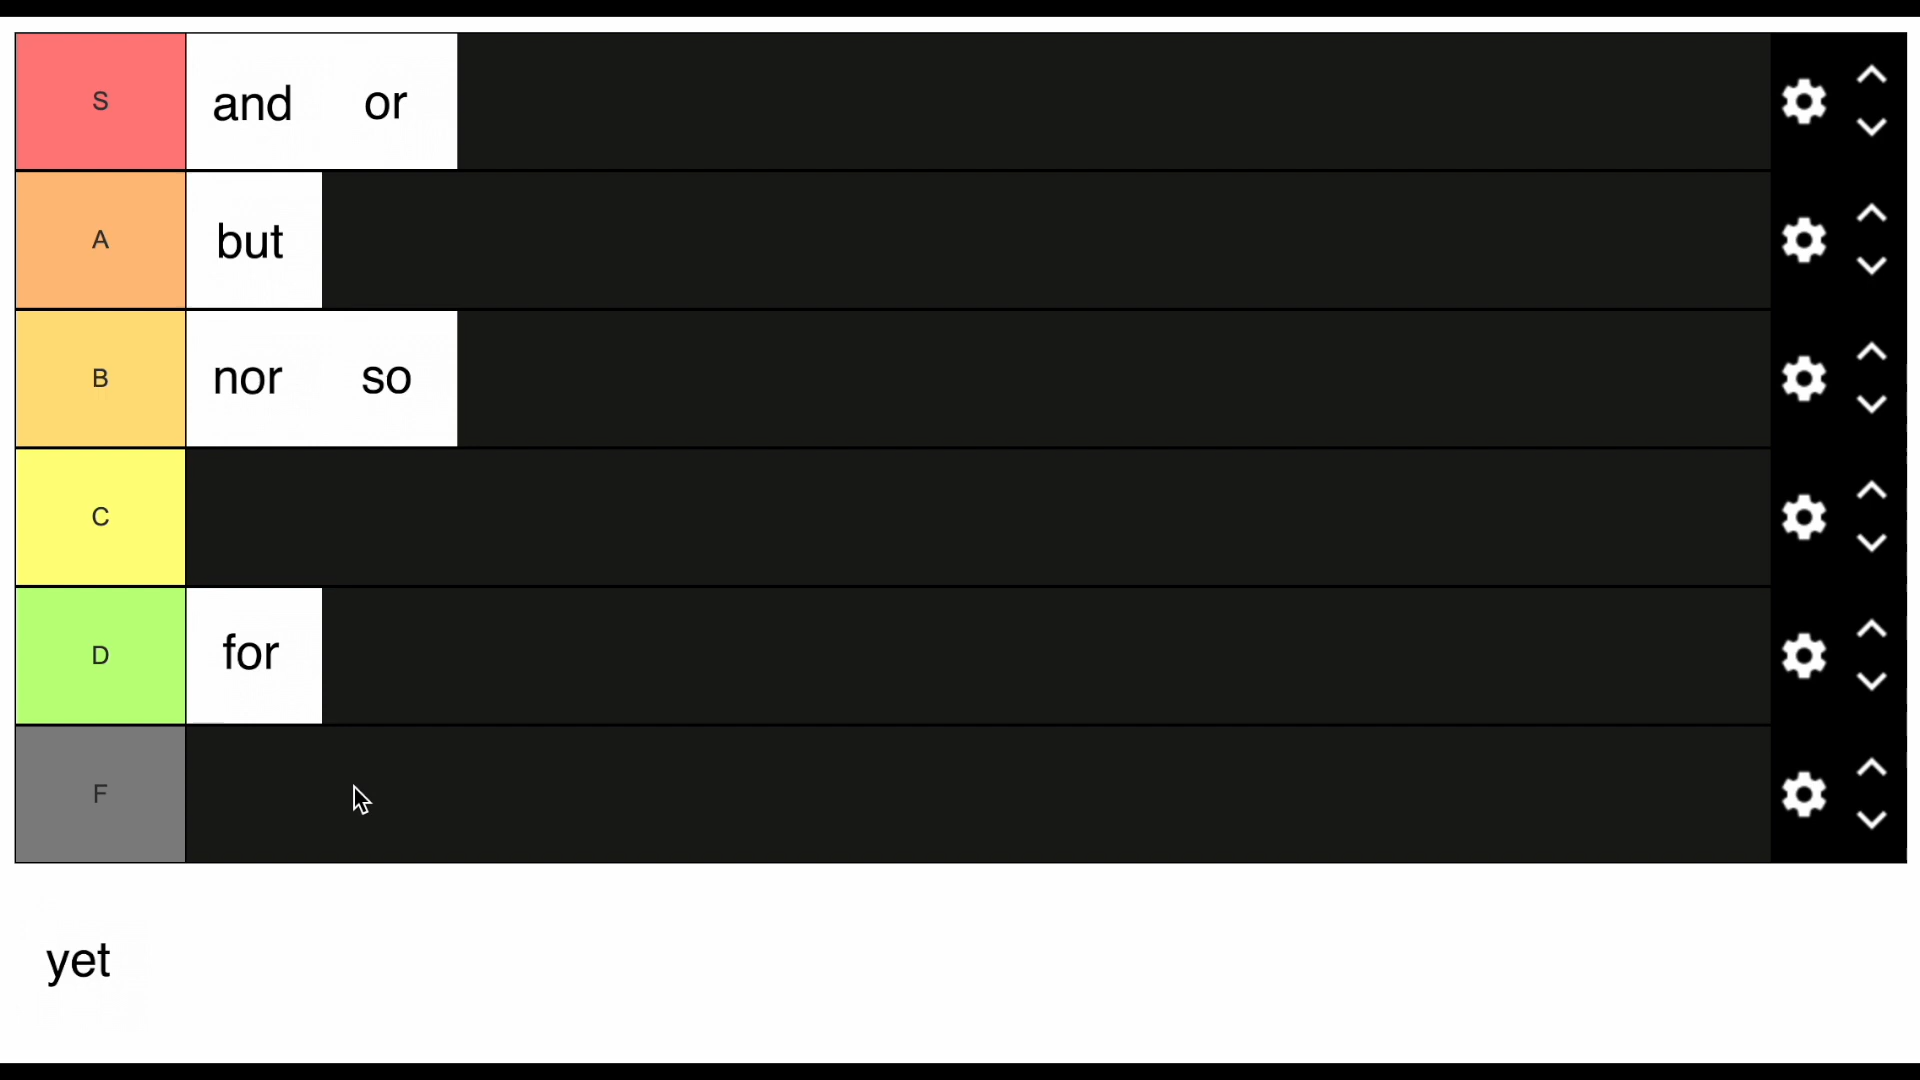 S and or
A but
B nor so
C
D for
F
yet